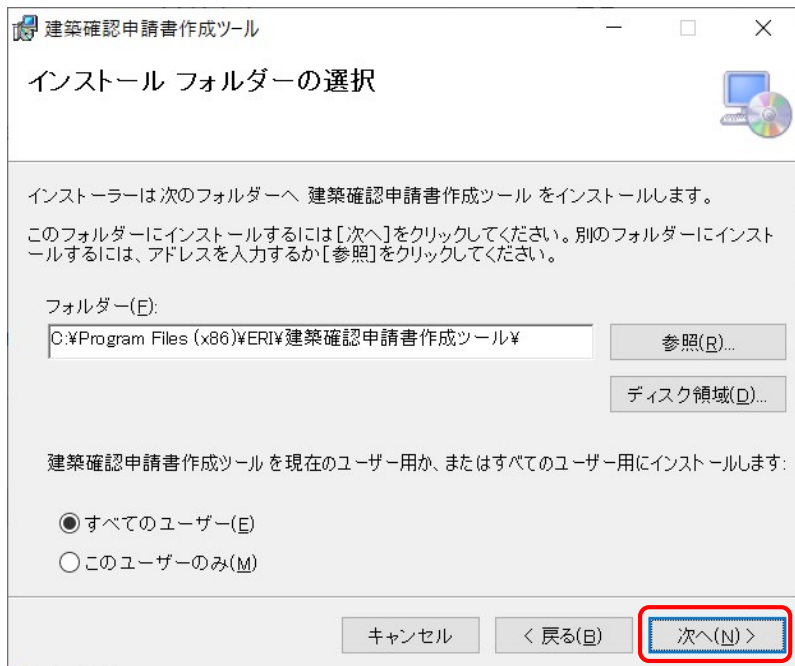 建築確認申請書作成ツール
インストール フォルダーの選択
インストーラーは次のフォルダーへ 建築確認申請書作成ツール をインストールします。
このフォルダーにインストールするには[次へ]をクリックしてください。別のフォルダーにインスト
ールするには、アドレスを入力するか[参照]をクリックしてください。
フォルダー(F):
C:¥Program Files (x86)¥ERI¥建築確認申請書作成ツール¥
参照(R)...
ディスク領域(D)...
建築確認申請書作成ツール を現在のユーザー用か、またはすべてのユーザー用にインストールします:
すべてのユーザー(E)
このユーザーのみ(M)
キャンセル
< 戻る(B)
次へ(N) >